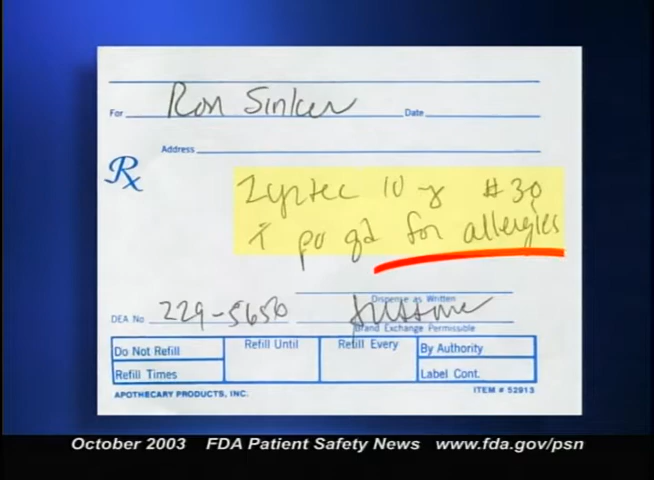 For Ron Sinker Date
Address
Rx
Zyrtec 10 #30
T po qd for allergies
Dispense as Written
DEA No 229-5656
Brand Exchange Permissible
Do Not Refill Refill Until Refill Every By Authority
Refill Times Label Cont.
APOTHECARY PRODUCTS, INC. ITEM # 52913
October 2003 FDA Patient Safety News www.fda.gov/psn